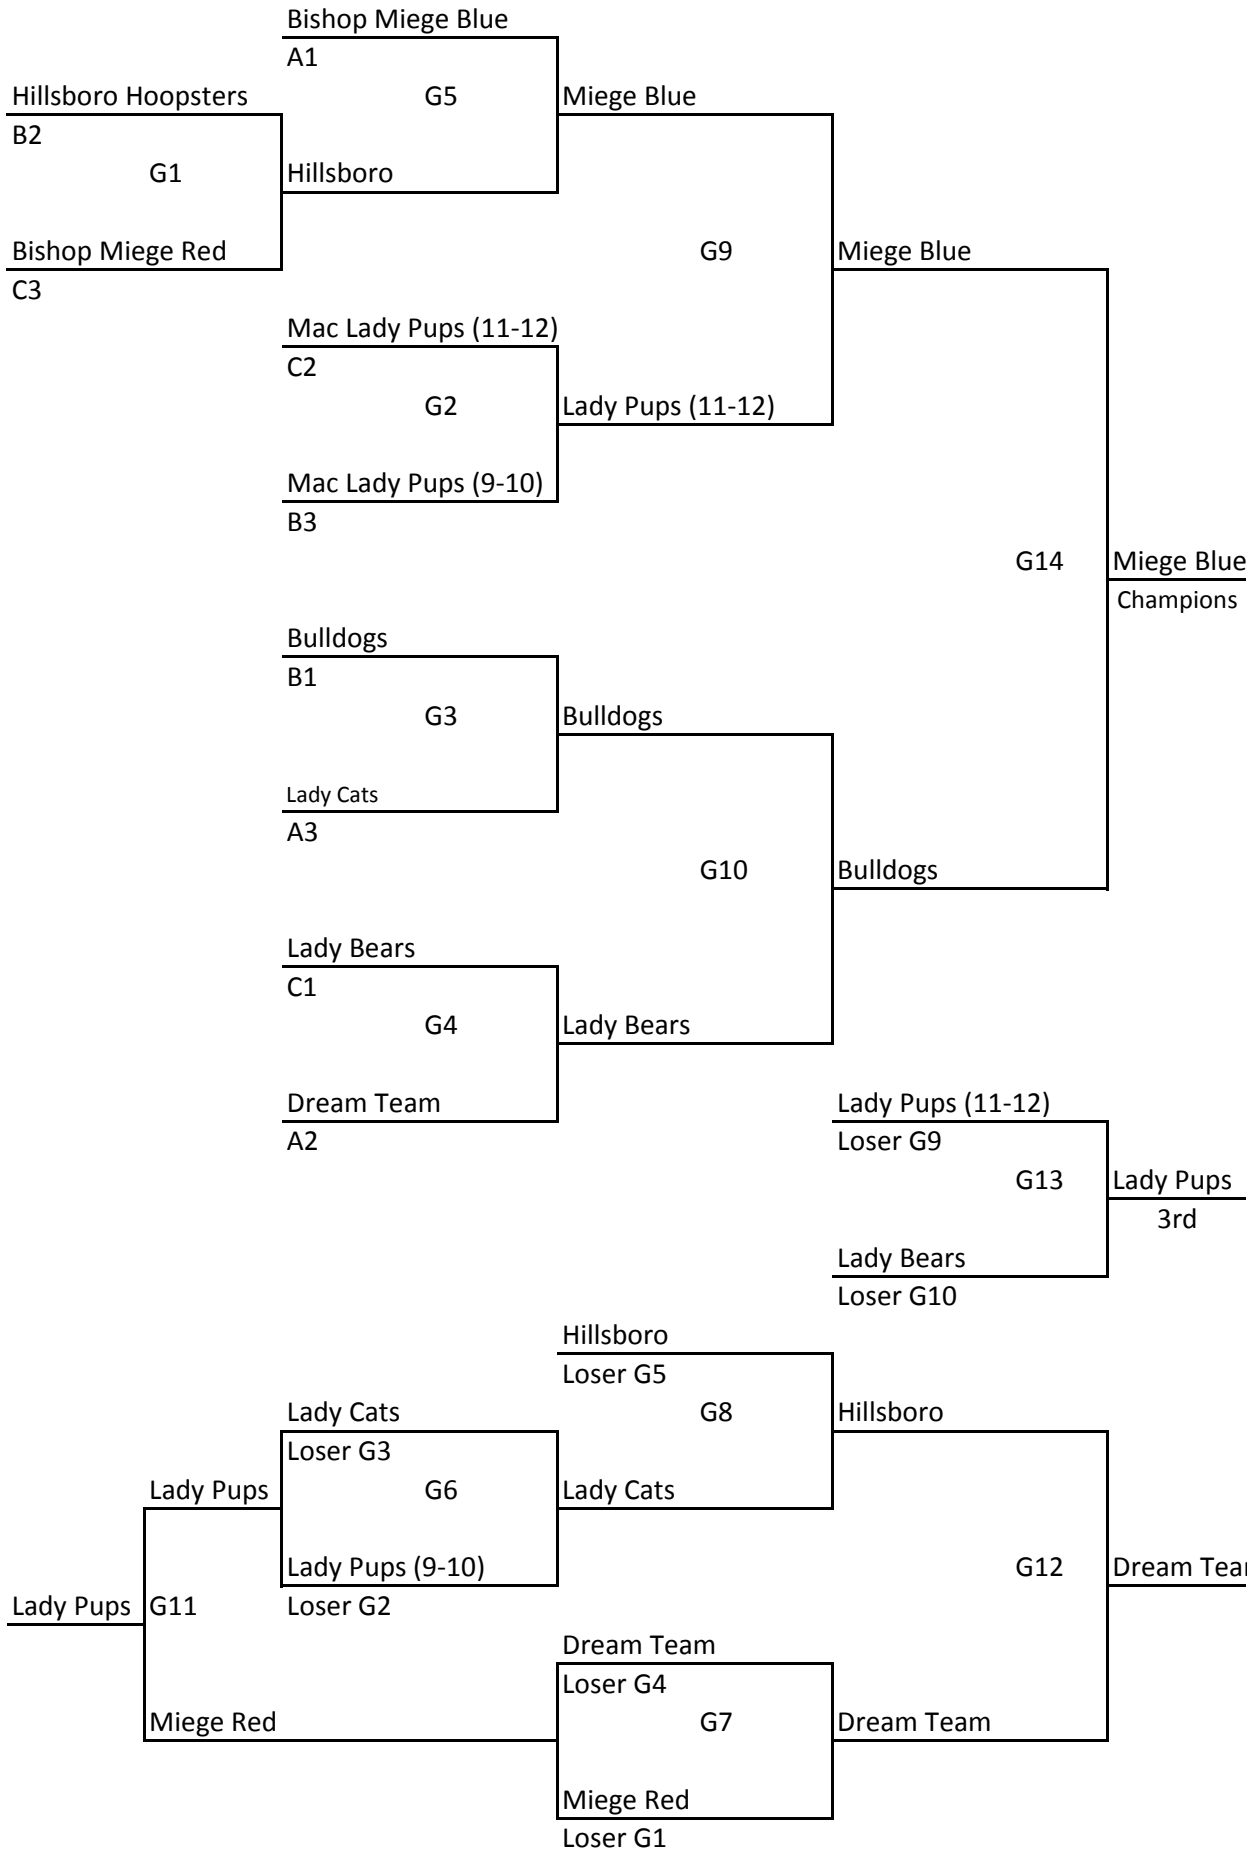 Bishop Miege Blue
A1
Hillsboro Hoopsters
G5
Miege Blue
B2
G1
Hillsboro
Bishop Miege Red
G9
Miege Blue
C3
Mac Lady Pups (11-12)
C2
G2
Lady Pups (11-12)
Mac Lady Pups (9-10)
B3
G14
Miege Blue
Champions
Bulldogs
B1
G3
Bulldogs
Lady Cats
A3
G10
Bulldogs
Lady Bears
C1
G4
Lady Bears
Dream Team
A2
Lady Pups (11-12)
Loser G9
G13
Lady Pups
3rd
Lady Bears
Loser G10
Hillsboro
Loser G5
Lady Cats
G8
Hillsboro
Loser G3
Lady Pups
G6
Lady Cats
Lady Pups (9-10)
G12
Dream Tea
Lady Pups
G11
Loser G2
Dream Team
Loser G4
Miege Red
G7
Dream Team
Miege Red
Loser G1